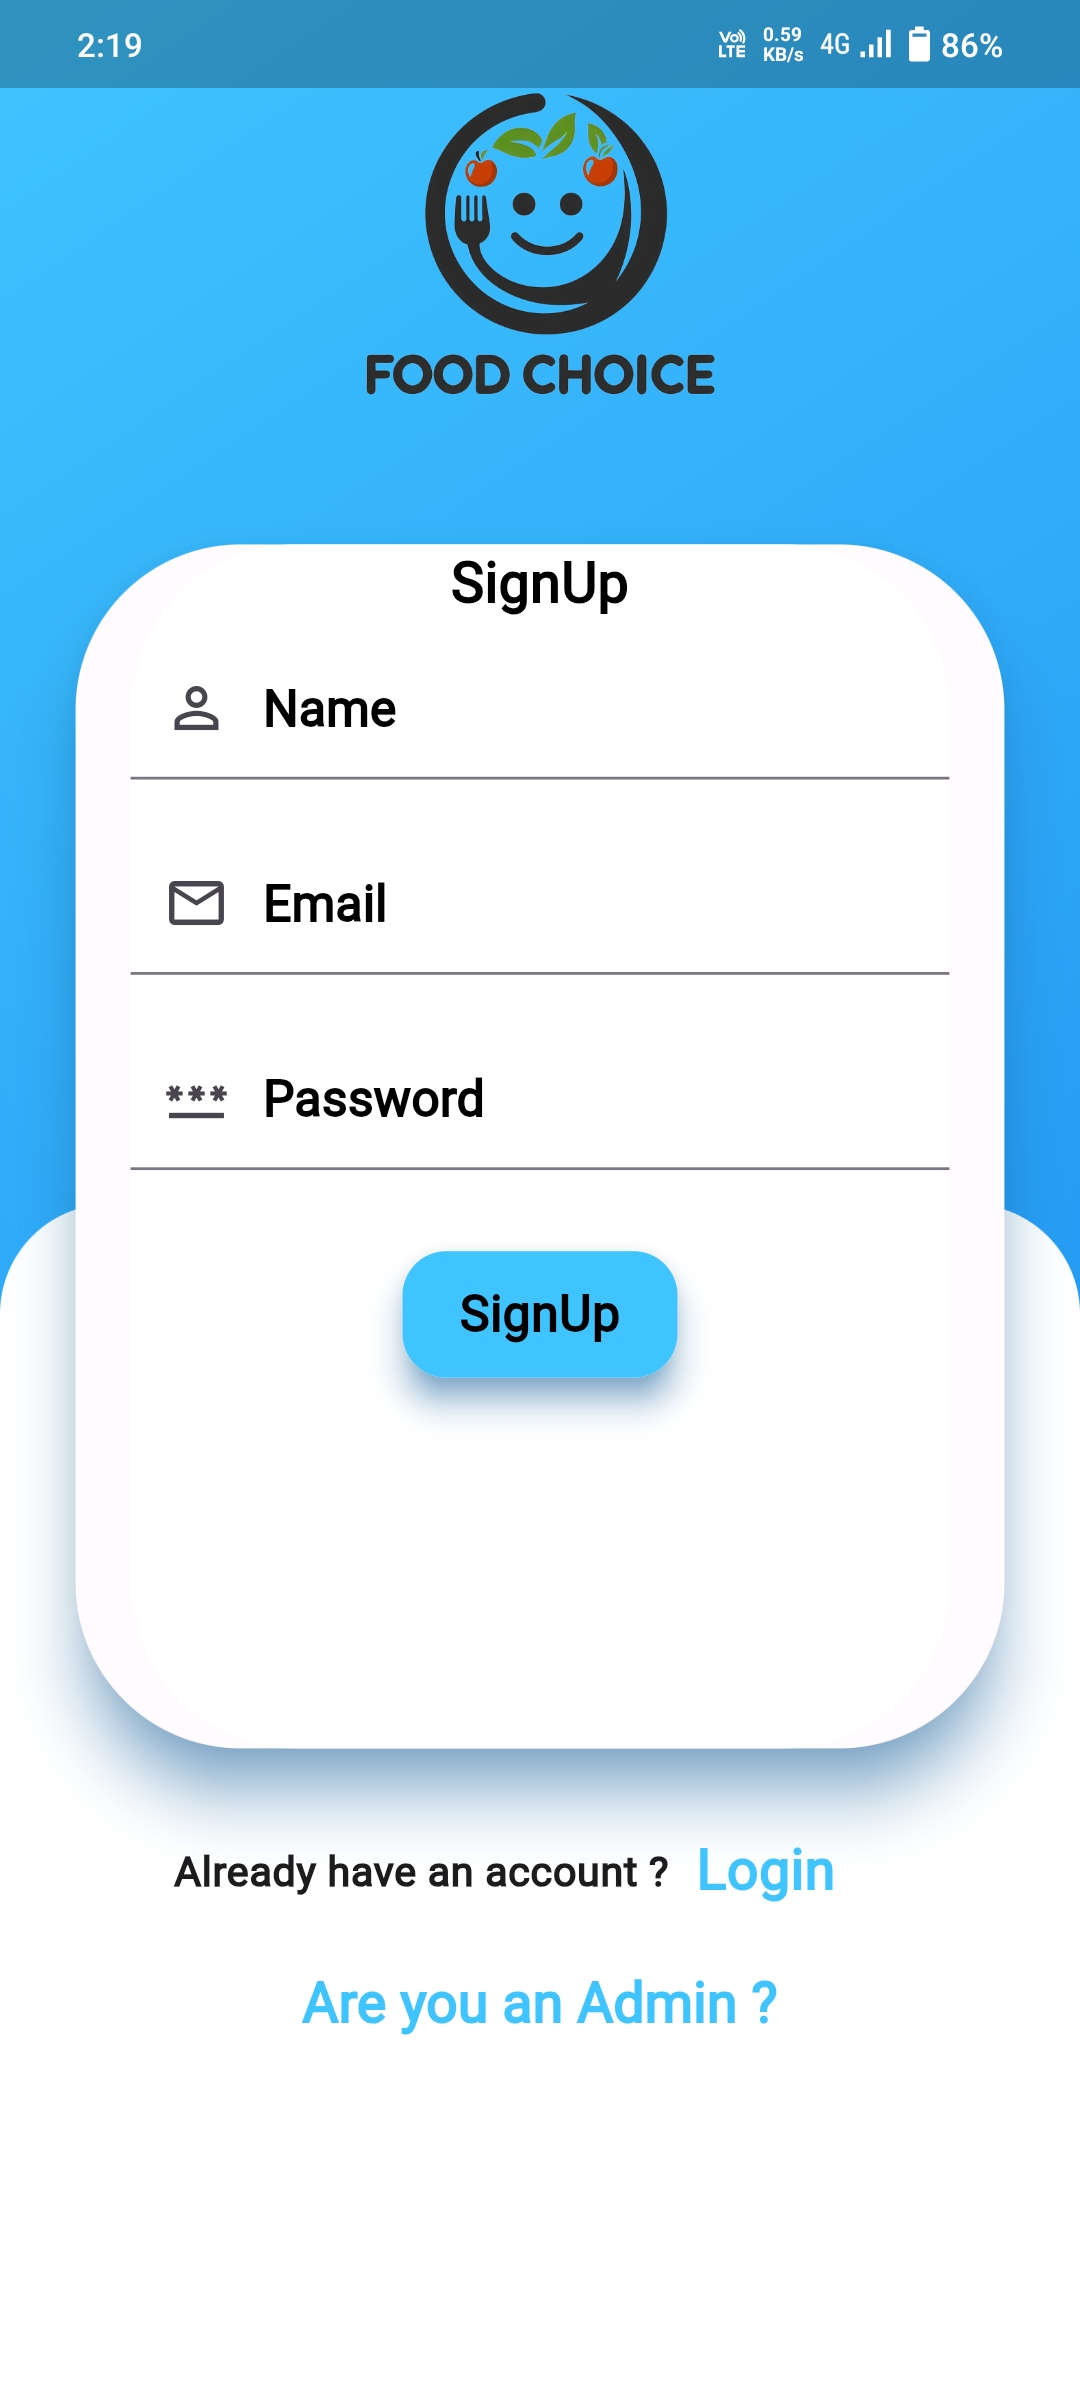 2:19
Vo) LTE 0.59 KB/s 4G 86%
FOOD CHOICE
SignUp
Name
Email
*** Password
SignUp
Already have an account ? Login
Are you an Admin ?